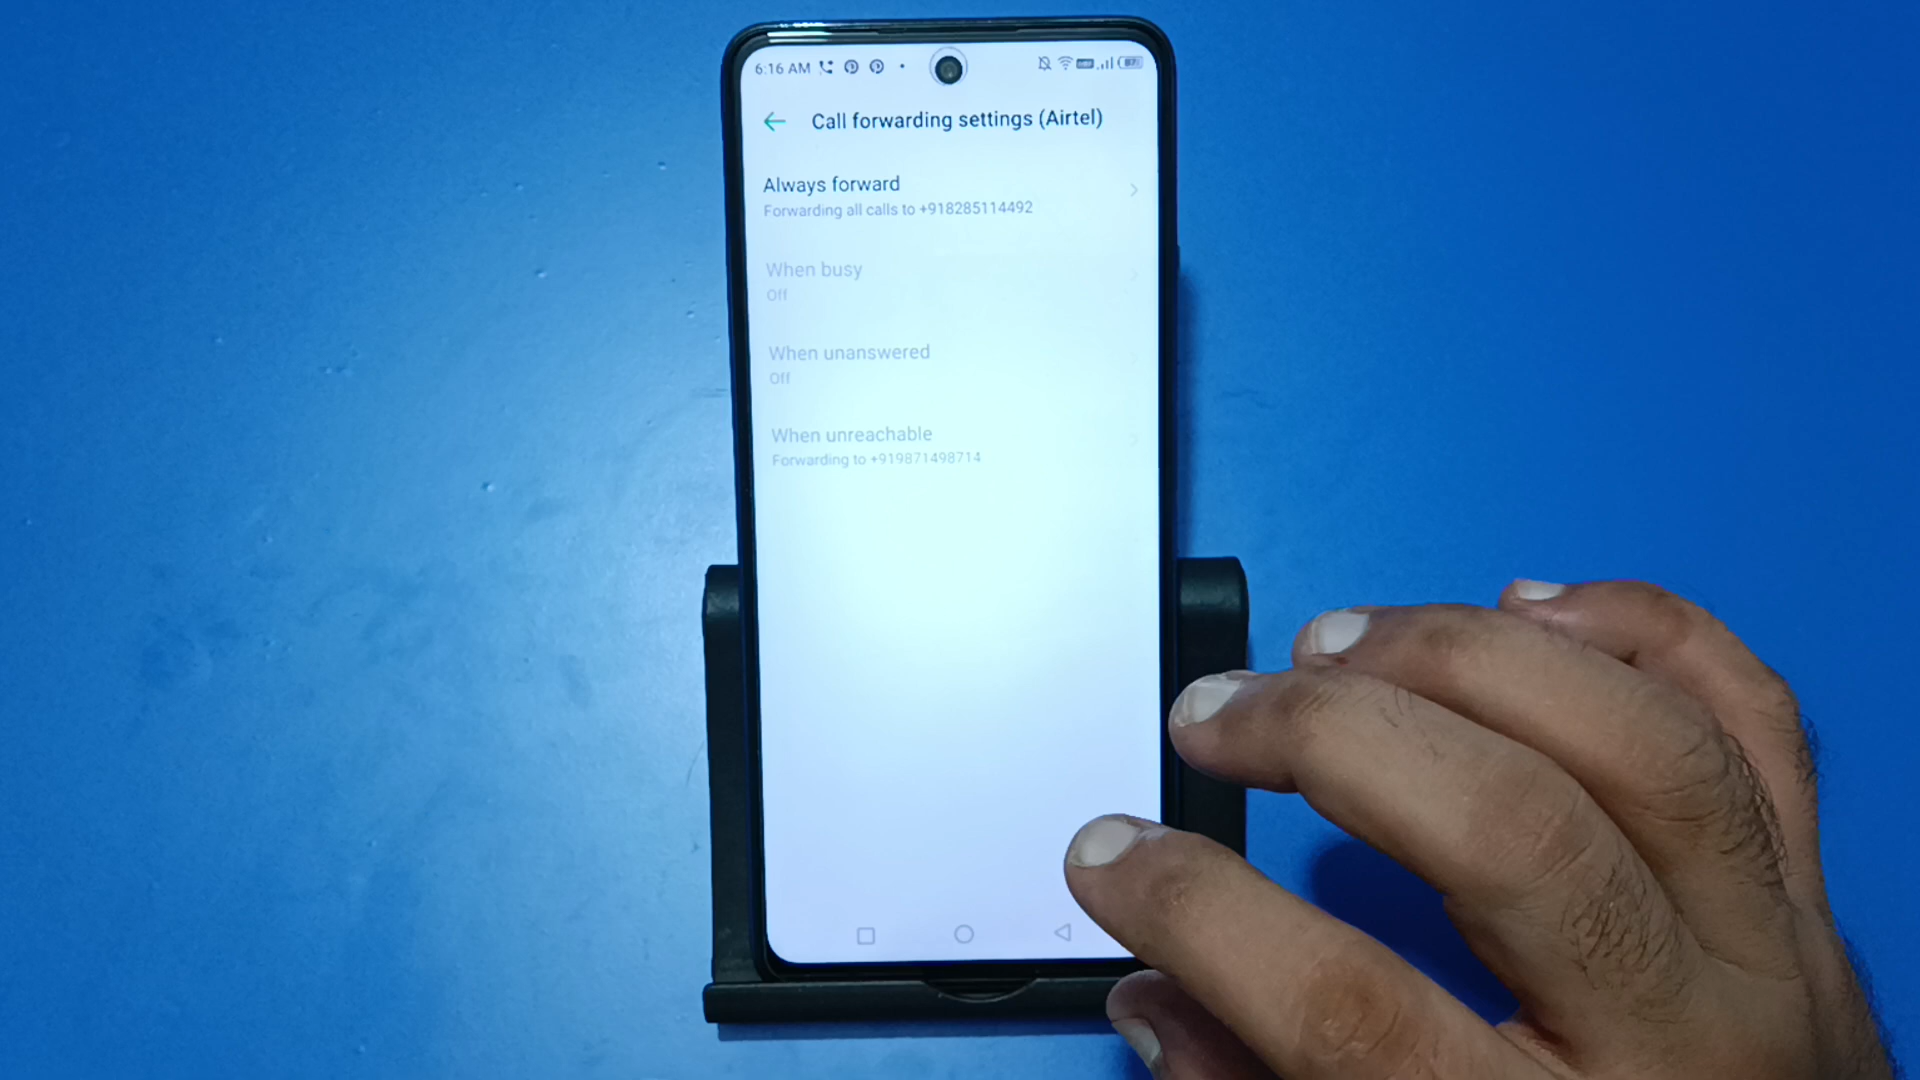 6:16 AM
Call forwarding settings (Airtel)
Always forward
Forwarding all calls to +918285114492
When busy
Off
When unanswered
Off
When unreachable
Forwarding to +919871498714